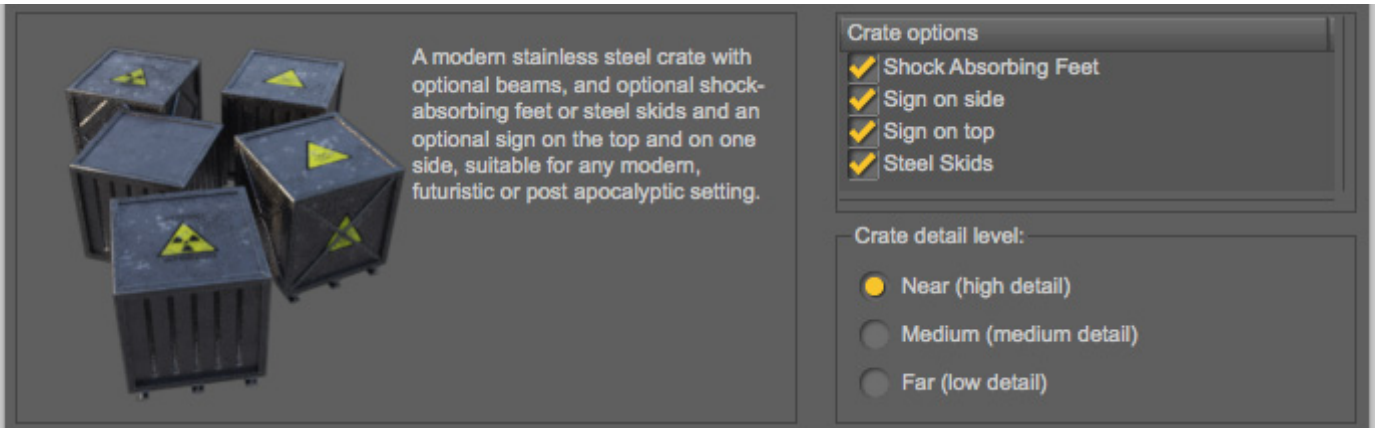 A modern stainless steel crate with
optional beams, and optional shock-
absorbing feet or steel skids and an
optional sign on the top and on one
side, suitable for any modern,
futuristic or post apocalyptic setting.
Crate options
Shock Absorbing Feet
Sign on side
Sign on top
Steel Skids
Crate detail level:
Near (high detail)
Medium (medium detail)
Far (low detail)